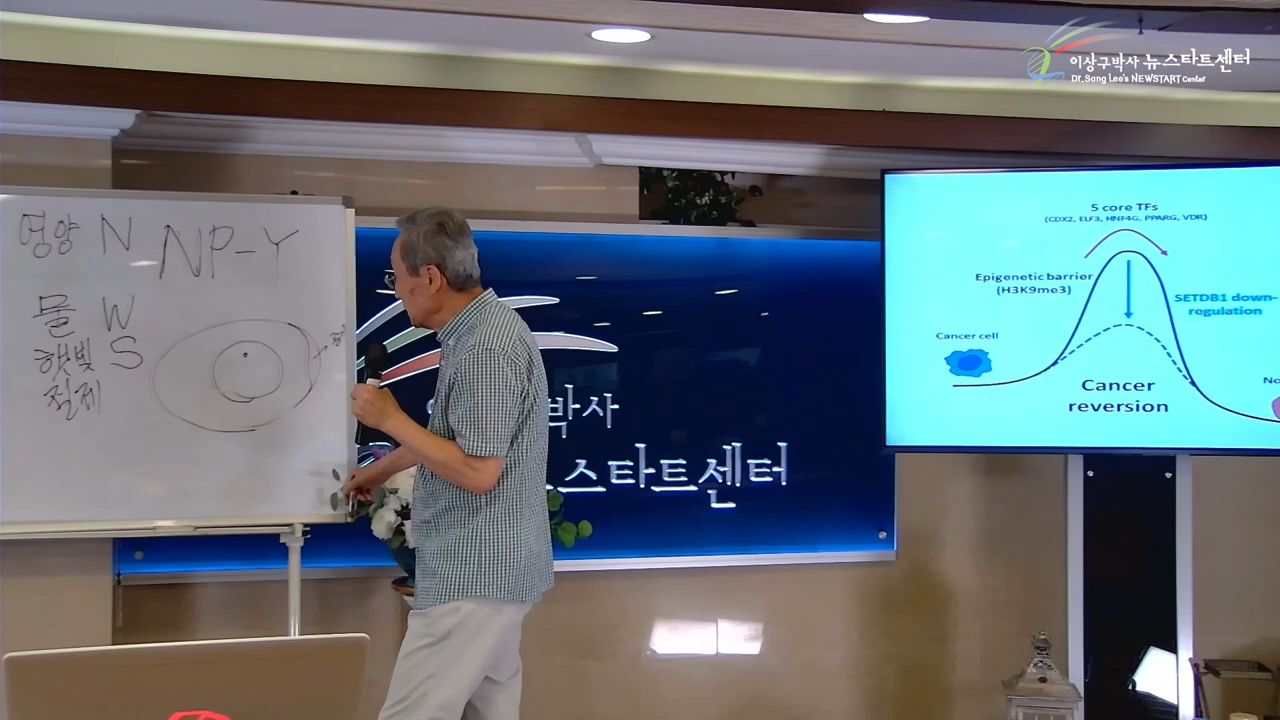 이상구박사 뉴스타트센터
Dr. Sang Lee's NEWSTART Center
영양 N NP-Y
물 W
햇빛 S
절제
박사
스타트센터
5 core TFs
(CDX2, ELF3, HNF4G, PPARG, VDR)
Epigenetic barrier
(H3K9me3)
SETDB1 down-
regulation
Cancer cell
Cancer
reversion